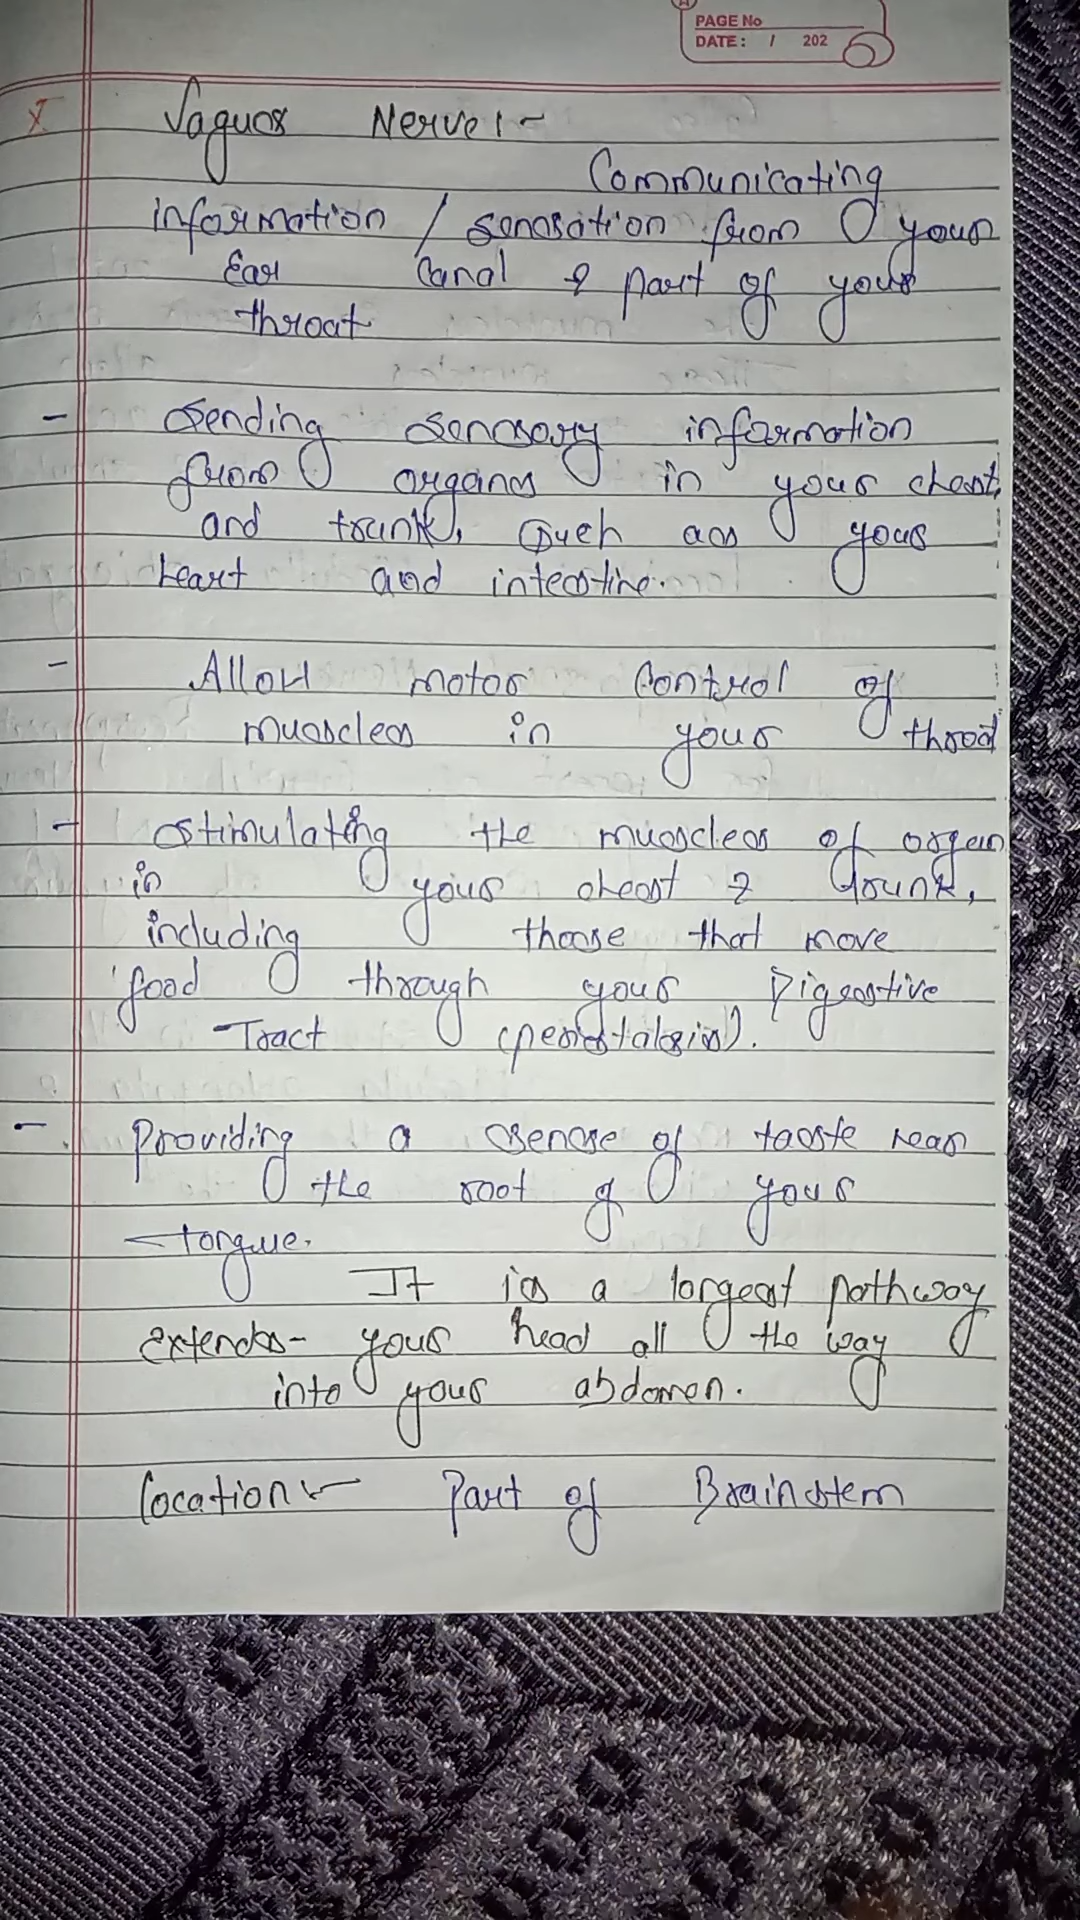 PAGE No
DATE: / 202
X Vagus Nerve :-
Communicating
information / sensation from your
Ear Canal & part of your
throat
- Sending sensory information
from organs in your chest
and trunk, such as your
heart and intestine.
- Allow motor control of
muscles in your throat
- stimulating the muscles of organ
in your chest & trunk,
including those that move
food through your Digestive
Tract (peristalsis).
- Providing a sense of taste near
the root of your
tongue.
It is a largest pathway
extends - your head all the way
into your abdomen.
Location :- Part of Brainstem